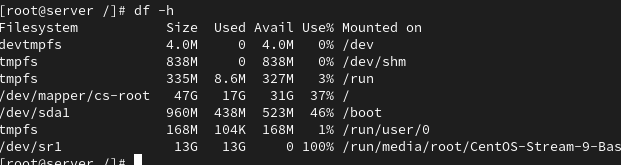 [root@server /]# df -h
Filesystem           Size  Used Avail Use% Mounted on
devtmpfs             4.0M     0  4.0M   0% /dev
tmpfs                838M     0  838M   0% /dev/shm
tmpfs                335M  8.6M  327M   3% /run
/dev/mapper/cs-root   47G   17G   31G  37% /
/dev/sda1            960M  438M  523M  46% /boot
tmpfs                168M  104K  168M   1% /run/user/0
/dev/sr1              13G   13G     0 100% /run/media/root/CentOS-Stream-9-Bas
[root@server /]#